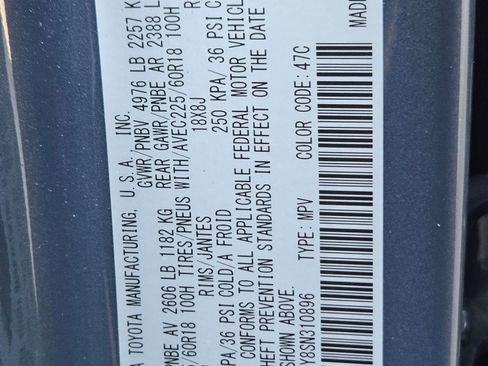 A TOYOTA MANUFACTURING, U.S.A., INC.
GVWR/PNBV 4976 LB 2257 K
PNBE AV 2606 LB 1182 KG REAR GAWR/PNBE AR 2388 L
5/60R18 100H TIRES/PNEUS WITH/AVEC225/60R18 100H
RIMS/JANTES 18X8J
PA/36 PSI COLD/A FROID 250 KPA/ 36 PSI C
CONFORMS TO ALL APPLICABLE FEDERAL MOTOR VEHICL
HEFT PREVENTION STANDARDS IN EFFECT ON THE DATE
SHOWN ABOVE. MADE
Y8SN310896 TYPE: MPV COLOR CODE: 47C